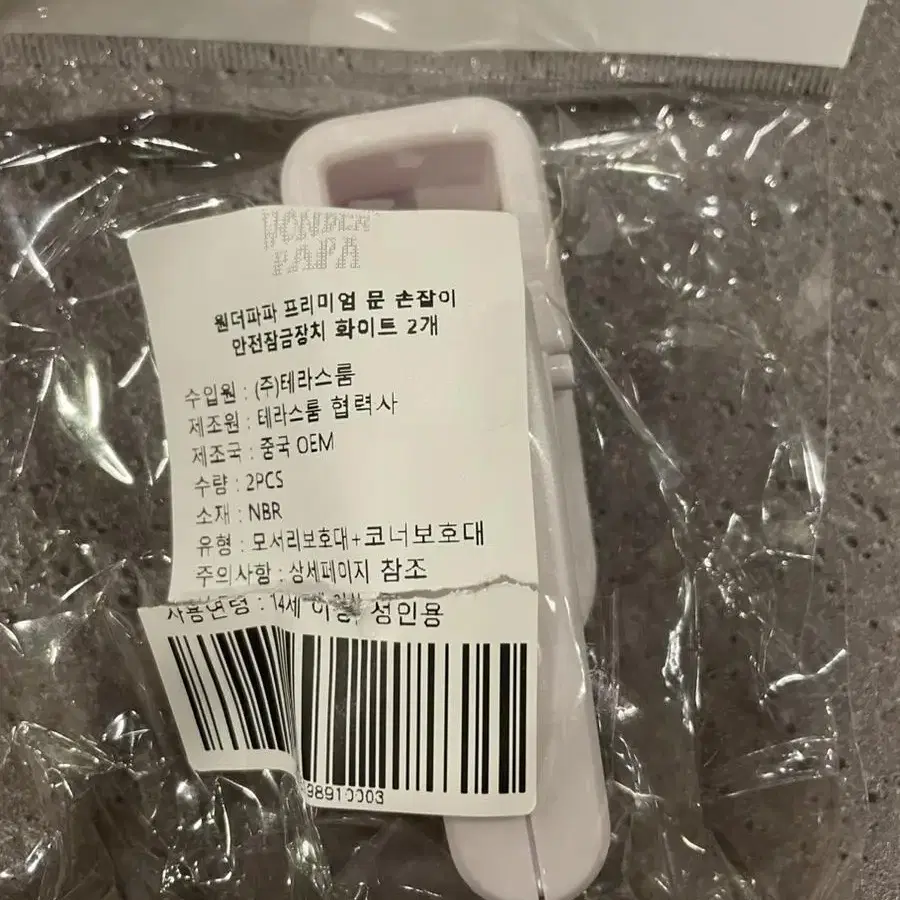 WONDER
PAPA
원더파파 프리미엄 문 손잡이
안전잠금장치 화이트 2개
수입원 : (주)테라스룸
제조원 : 테라스룸 협력사
제조국 : 중국 OEM
수량 : 2PCS
소재 : NBR
유형 : 모서리보호대+코너보호대
주의사항 : 상세페이지 참조
사용연령 : 14세 이상, 성인용
98910003